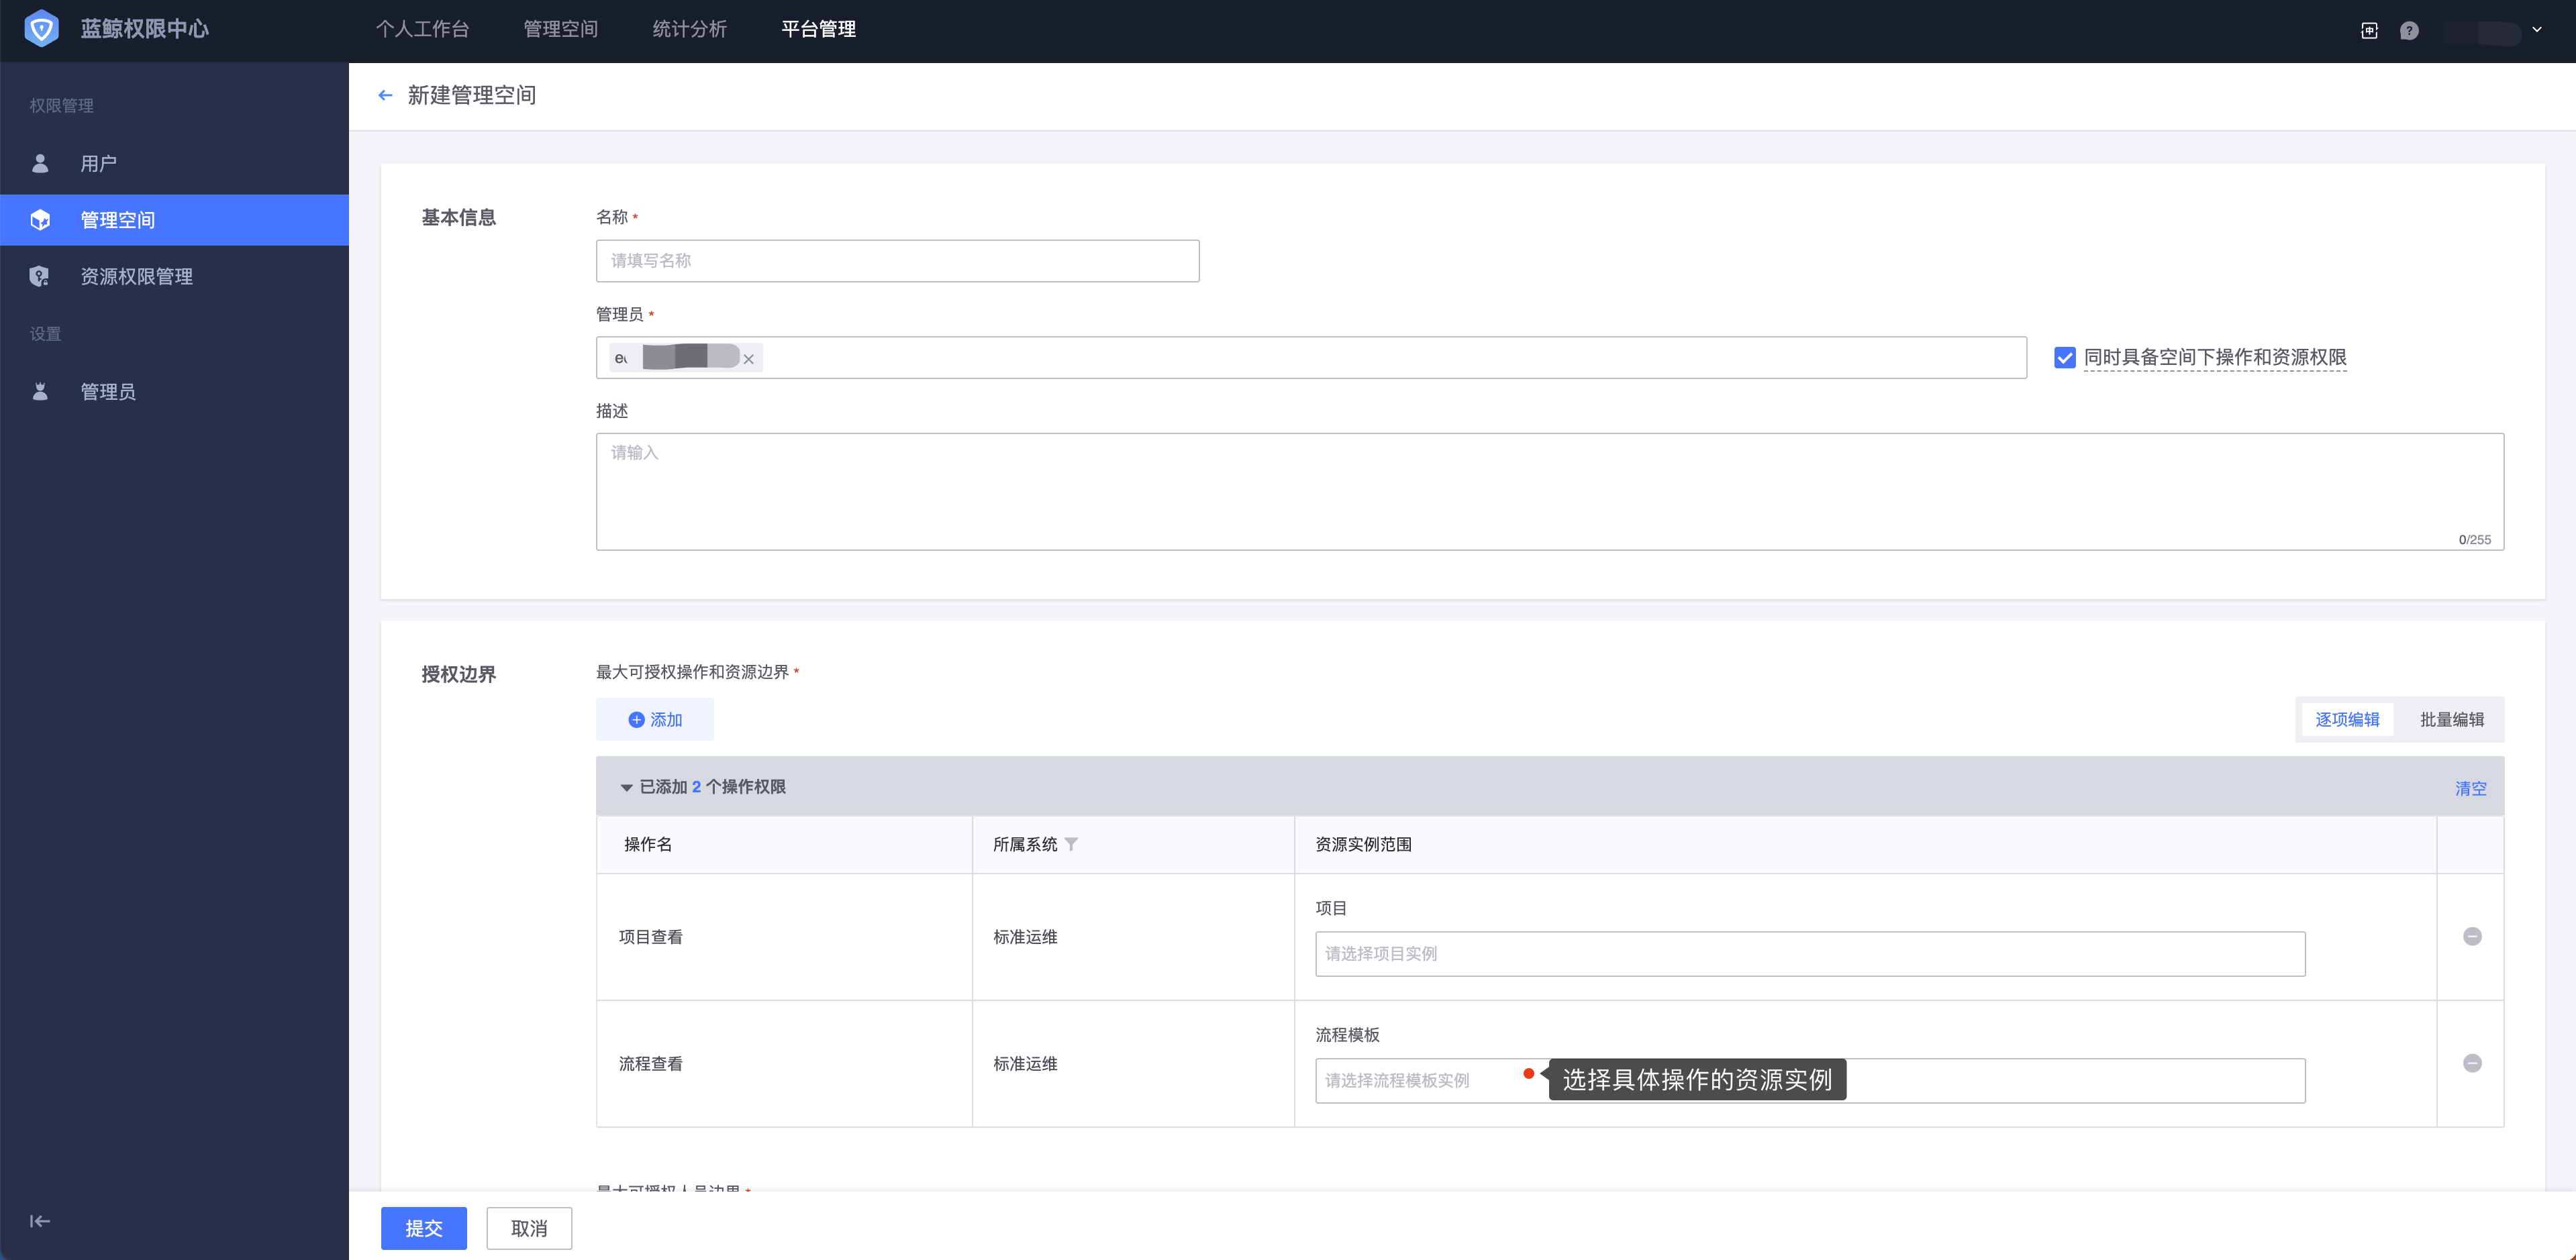 蓝鲸权限中心
个人工作台
管理空间
统计分析
平台管理
权限管理
用户
管理空间
资源权限管理
设置
管理员
新建管理空间
基本信息
名称 *
请填写名称
管理员 *
同时具备空间下操作和资源权限
描述
请输入
0/255
授权边界
最大可授权操作和资源边界 *
添加
逐项编辑
批量编辑
已添加 2 个操作权限
清空
操作名
所属系统
资源实例范围
项目查看
标准运维
项目
请选择项目实例
流程查看
标准运维
流程模板
请选择流程模板实例
选择具体操作的资源实例
最大可授权人员边界 *
提交
取消